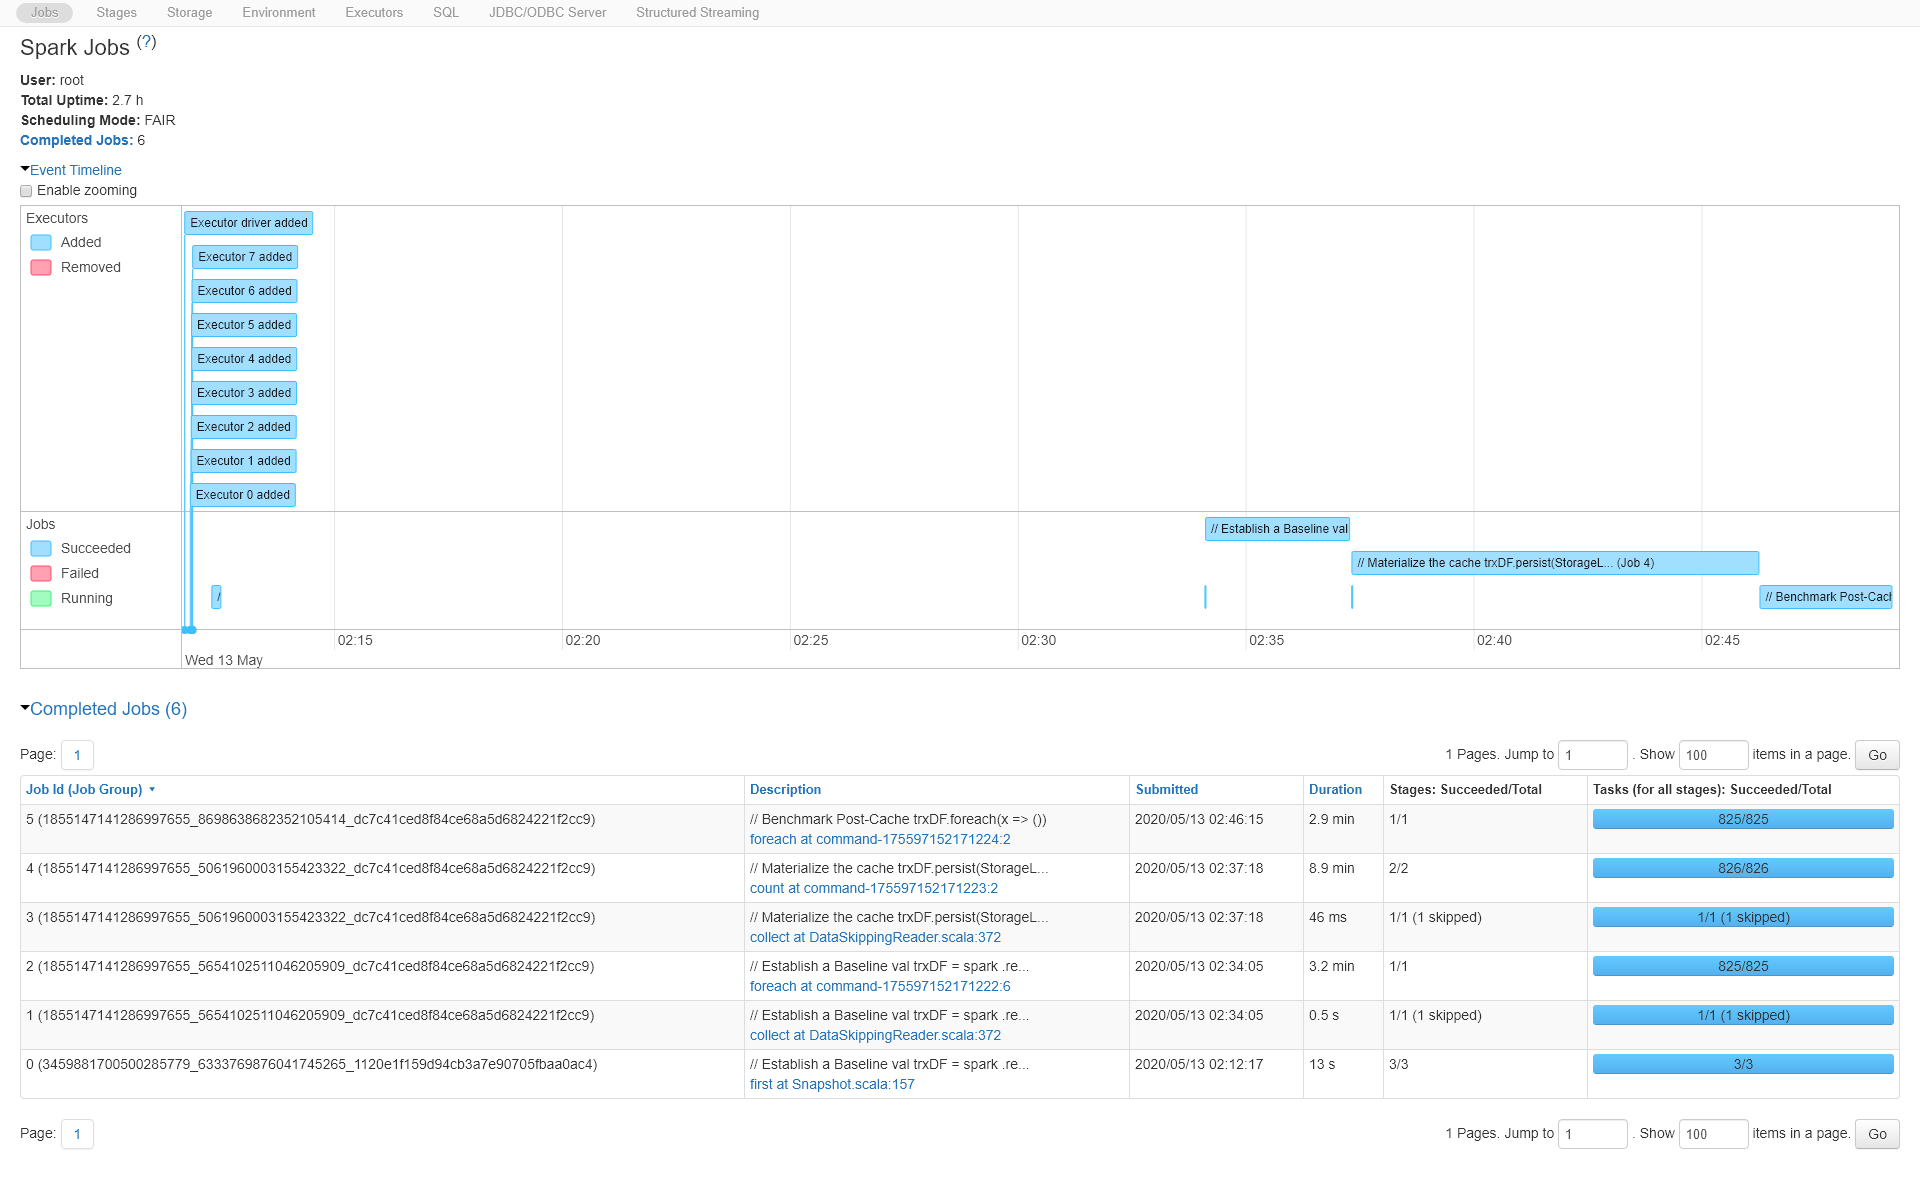 Jobs Stages Storage Environment Executors SQL JDBC/ODBC Server Structured Streaming
Spark Jobs (?)
User: root
Total Uptime: 2.7 h
Scheduling Mode: FAIR
Completed Jobs: 6
Event Timeline
Enable zooming
Executors
Added
Removed
Executor driver added
Executor 7 added
Executor 6 added
Executor 5 added
Executor 4 added
Executor 3 added
Executor 2 added
Executor 1 added
Executor 0 added
Jobs
Succeeded
Failed
Running
// Establish a Baseline val
// Materialize the cache trxDF.persist(StorageL... (Job 4)
/
// Benchmark Post-Cach
02:15 02:20 02:25 02:30 02:35 02:40 02:45
Wed 13 May
Completed Jobs (6)
Page: 1 1 Pages. Jump to 1 . Show 100 items in a page. Go
Job Id (Job Group) Description Submitted Duration Stages: Succeeded/Total Tasks (for all stages): Succeeded/Total
5 (1855147141286997655_8698638682352105414_dc7c41ced8f84ce68a5d6824221f2cc9) // Benchmark Post-Cache trxDF.foreach(x => ()) 2020/05/13 02:46:15 2.9 min 1/1 825/825
foreach at command-175597152171224:2
4 (1855147141286997655_5061960003155423322_dc7c41ced8f84ce68a5d6824221f2cc9) // Materialize the cache trxDF.persist(StorageL... 2020/05/13 02:37:18 8.9 min 2/2 826/826
count at command-175597152171223:2
3 (1855147141286997655_5061960003155423322_dc7c41ced8f84ce68a5d6824221f2cc9) // Materialize the cache trxDF.persist(StorageL... 2020/05/13 02:37:18 46 ms 1/1 (1 skipped) 1/1 (1 skipped)
collect at DataSkippingReader.scala:372
2 (1855147141286997655_5654102511046205909_dc7c41ced8f84ce68a5d6824221f2cc9) // Establish a Baseline val trxDF = spark .re... 2020/05/13 02:34:05 3.2 min 1/1 825/825
foreach at command-175597152171222:6
1 (1855147141286997655_5654102511046205909_dc7c41ced8f84ce68a5d6824221f2cc9) // Establish a Baseline val trxDF = spark .re... 2020/05/13 02:34:05 0.5 s 1/1 (1 skipped) 1/1 (1 skipped)
collect at DataSkippingReader.scala:372
0 (3459881700500285779_6333769876041745265_1120e1f159d94cb3a7e90705fbaa0ac4) // Establish a Baseline val trxDF = spark .re... 2020/05/13 02:12:17 13 s 3/3 3/3
first at Snapshot.scala:157
Page: 1 1 Pages. Jump to 1 . Show 100 items in a page. Go